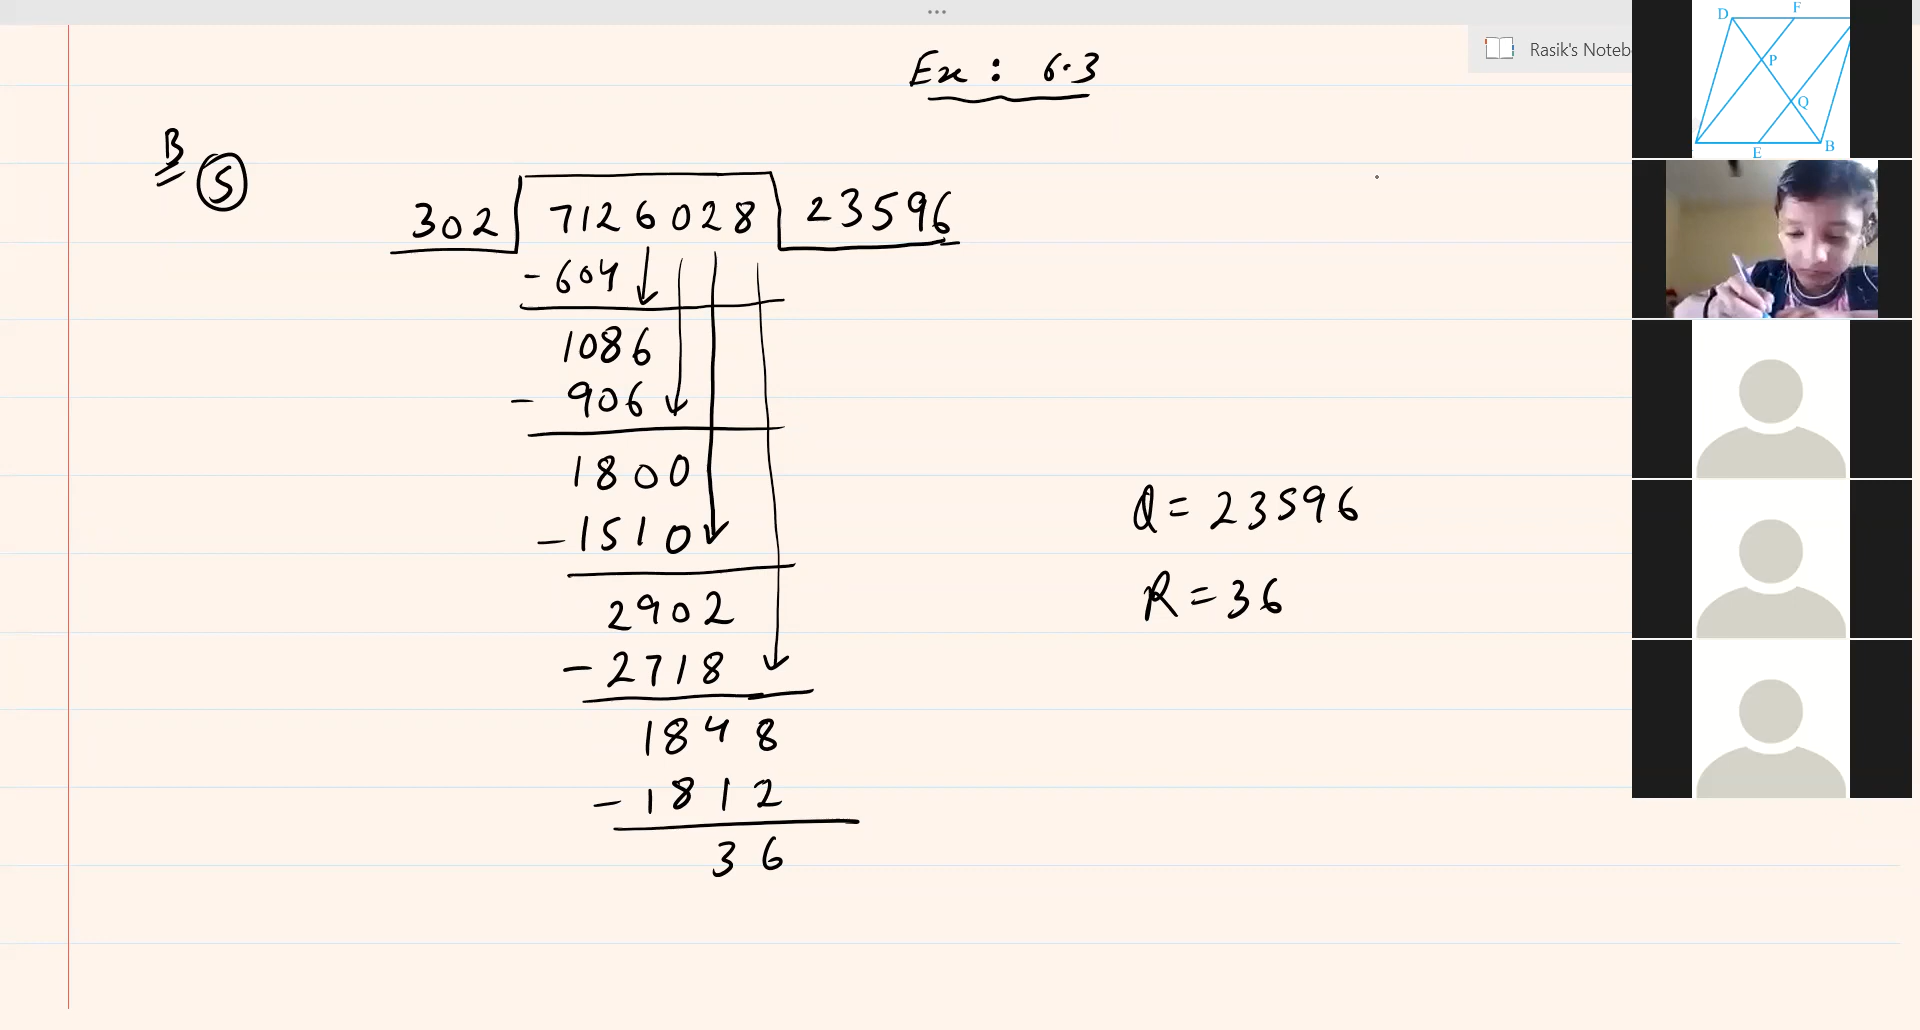 Ex : 6.3
Rasik's Noteb
D F
P
Q
E B
B
5
302 7126028 23596
- 604
1086
- 906
1800
- 1510
2902
- 2718
1848
- 1812
36
Q = 23596
R = 36